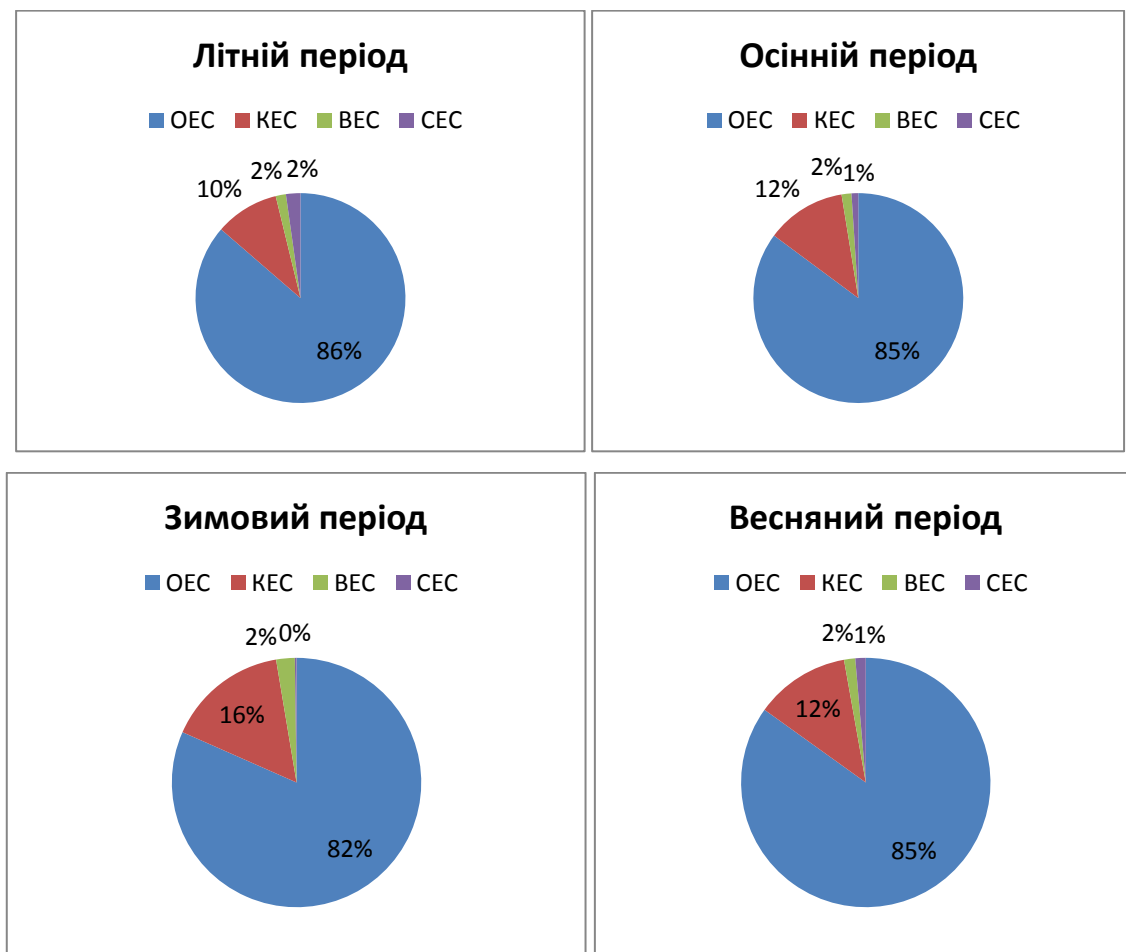 Літній період
ОЕС КЕС ВЕС СЕС
2% 2%
10%
86%
Осінній період
ОЕС КЕС ВЕС СЕС
2% 1%
12%
85%
Зимовий період
ОЕС КЕС ВЕС СЕС
2% 0%
16%
82%
Весняний період
ОЕС КЕС ВЕС СЕС
2% 1%
12%
85%